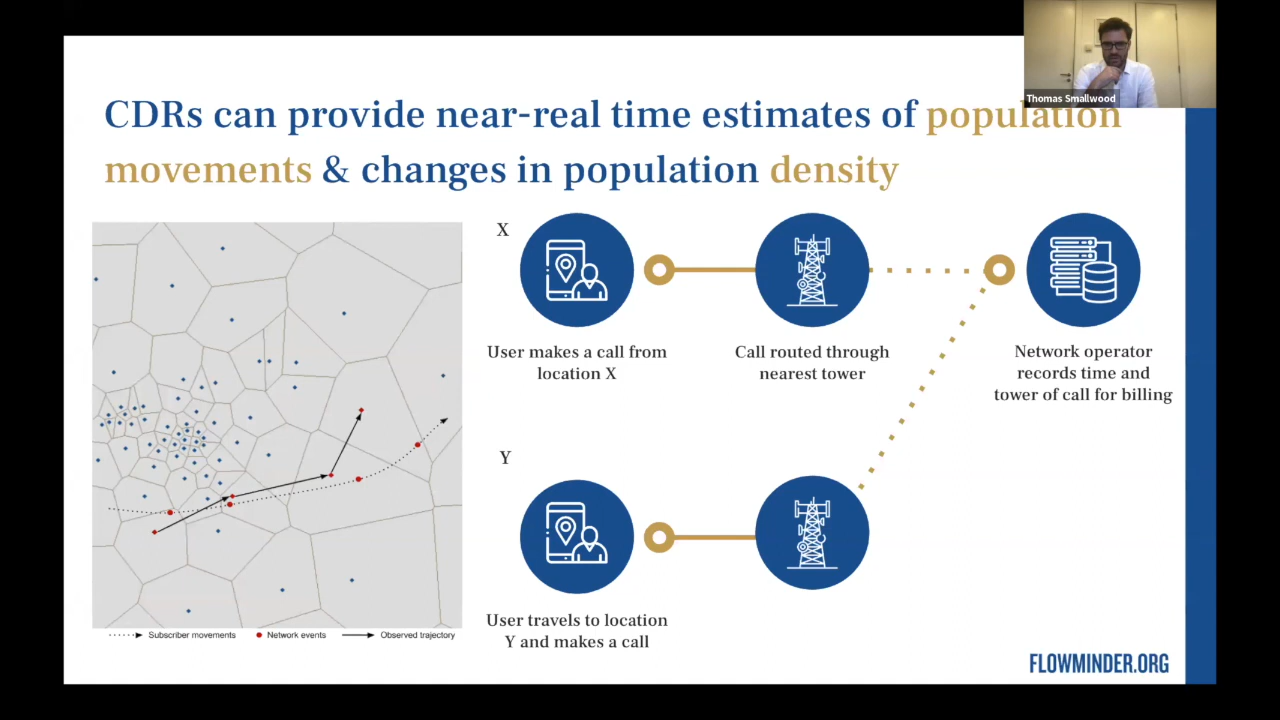 Thomas Smallwood
CDRs can provide near-real time estimates of population
movements & changes in population density
X
User makes a call from
location X
Call routed through
nearest tower
Network operator
records time and
tower of call for billing
Y
User travels to location
Y and makes a call
Subscriber movements
Network events
Observed trajectory
FLOWMINDER.ORG